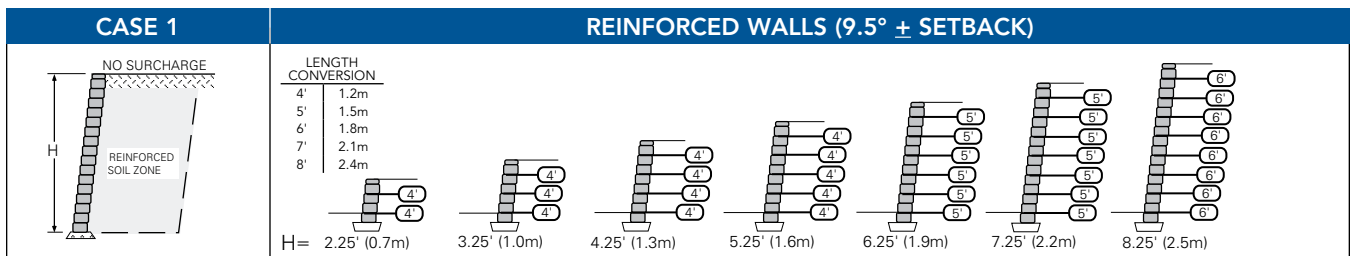 CASE 1
REINFORCED WALLS (9.5° ± SETBACK)
NO SURCHARGE
H
REINFORCED
SOIL ZONE
LENGTH
CONVERSION
4' 1.2m
5' 1.5m
6' 1.8m
7' 2.1m
8' 2.4m
H=
4'
4'
2.25' (0.7m)
4'
4'
4'
3.25' (1.0m)
4'
4'
4'
4'
4.25' (1.3m)
4'
4'
4'
4'
4'
5.25' (1.6m)
5'
5'
5'
5'
5'
5'
6.25' (1.9m)
5'
5'
5'
5'
5'
5'
5'
7.25' (2.2m)
6'
6'
6'
6'
6'
6'
6'
6'
8.25' (2.5m)